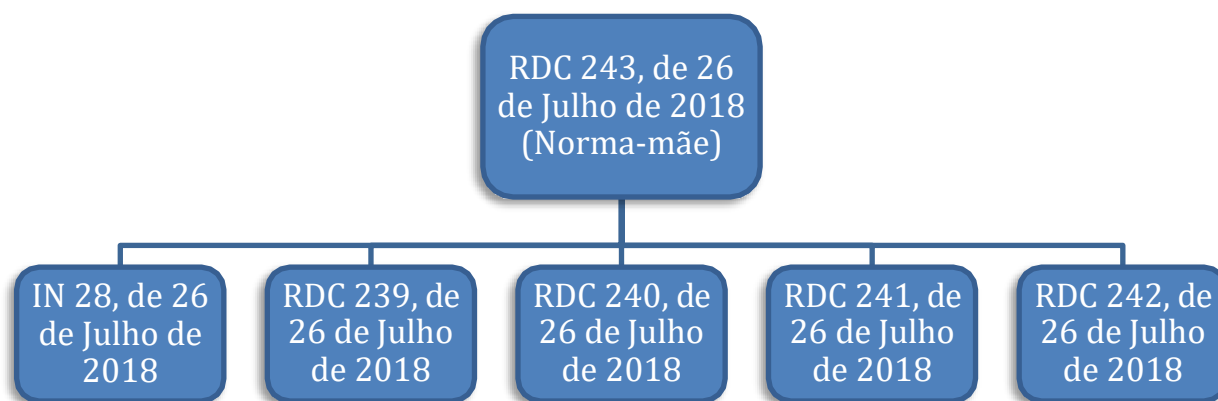 RDC 243, de 26
de Julho de 2018
(Norma-mãe)
IN 28, de 26
de Julho de
2018
RDC 239, de
26 de Julho
de 2018
RDC 240, de
26 de Julho
de 2018
RDC 241, de
26 de Julho
de 2018
RDC 242, de
26 de Julho
de 2018